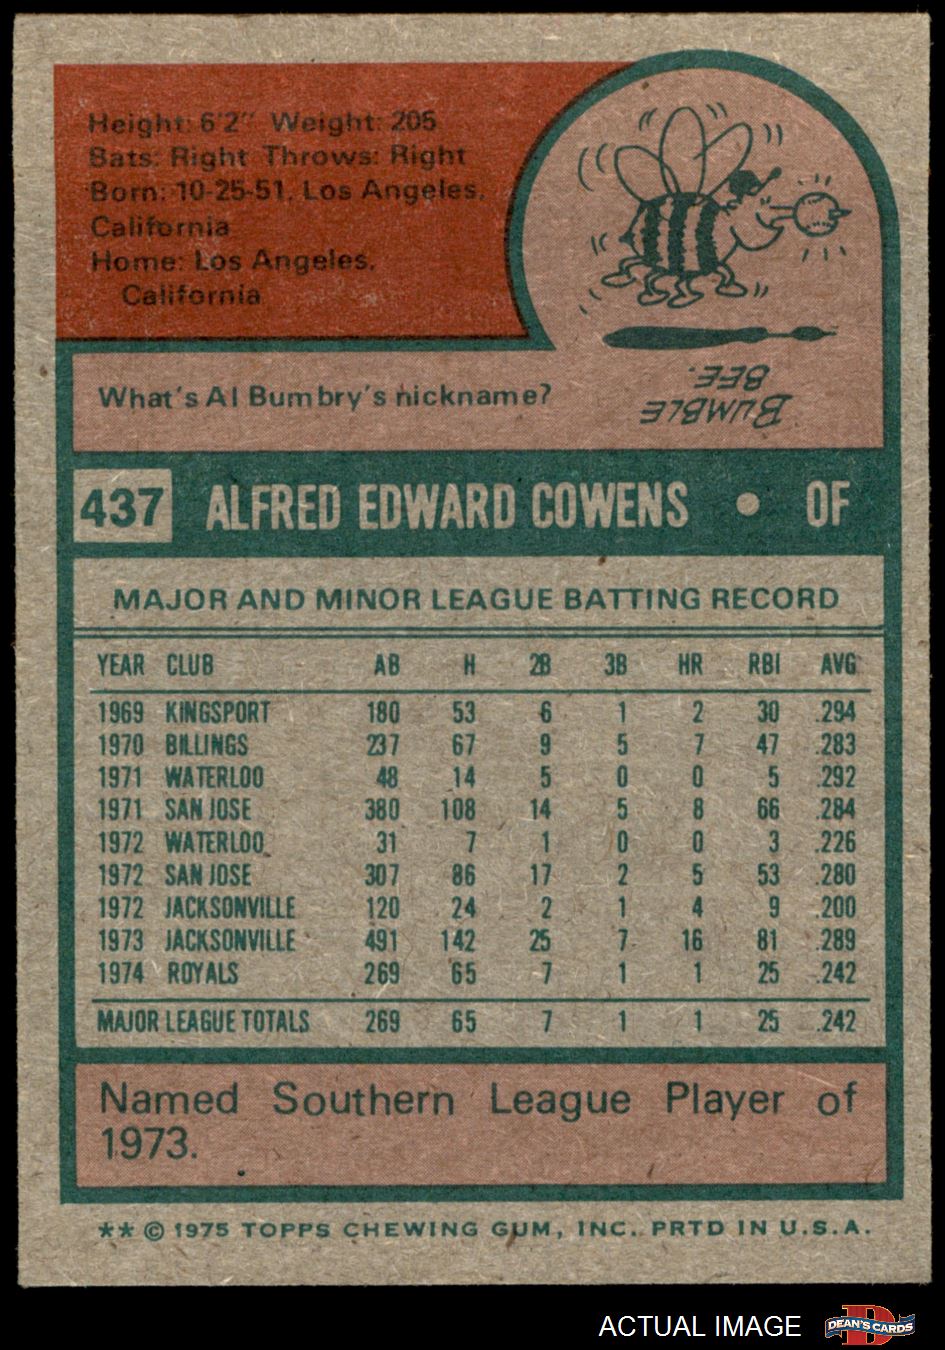 Height: 6'2" Weight: 205
Bats: Right Throws: Right
Born: 10-25-51, Los Angeles,
California
Home: Los Angeles,
California
What's Al Bumbry's nickname?
BUMBLE
BEE.
437 ALFRED EDWARD COWENS • OF
MAJOR AND MINOR LEAGUE BATTING RECORD
YEAR CLUB AB H 2B 3B HR RBI AVG
1969 KINGSPORT 180 53 6 1 2 30 .294
1970 BILLINGS 237 67 9 5 7 47 .283
1971 WATERLOO 48 14 5 0 0 5 .292
1971 SAN JOSE 380 108 14 5 8 66 .284
1972 WATERLOO 31 7 1 0 0 3 .226
1972 SAN JOSE 307 86 17 2 5 53 .280
1972 JACKSONVILLE 120 24 2 1 4 9 .200
1973 JACKSONVILLE 491 142 25 7 16 81 .289
1974 ROYALS 269 65 7 1 1 25 .242
MAJOR LEAGUE TOTALS 269 65 7 1 1 25 .242
Named Southern League Player of
1973.
** © 1975 TOPPS CHEWING GUM, INC. PRTD IN U.S.A.
ACTUAL IMAGE DEAN'S CARDS